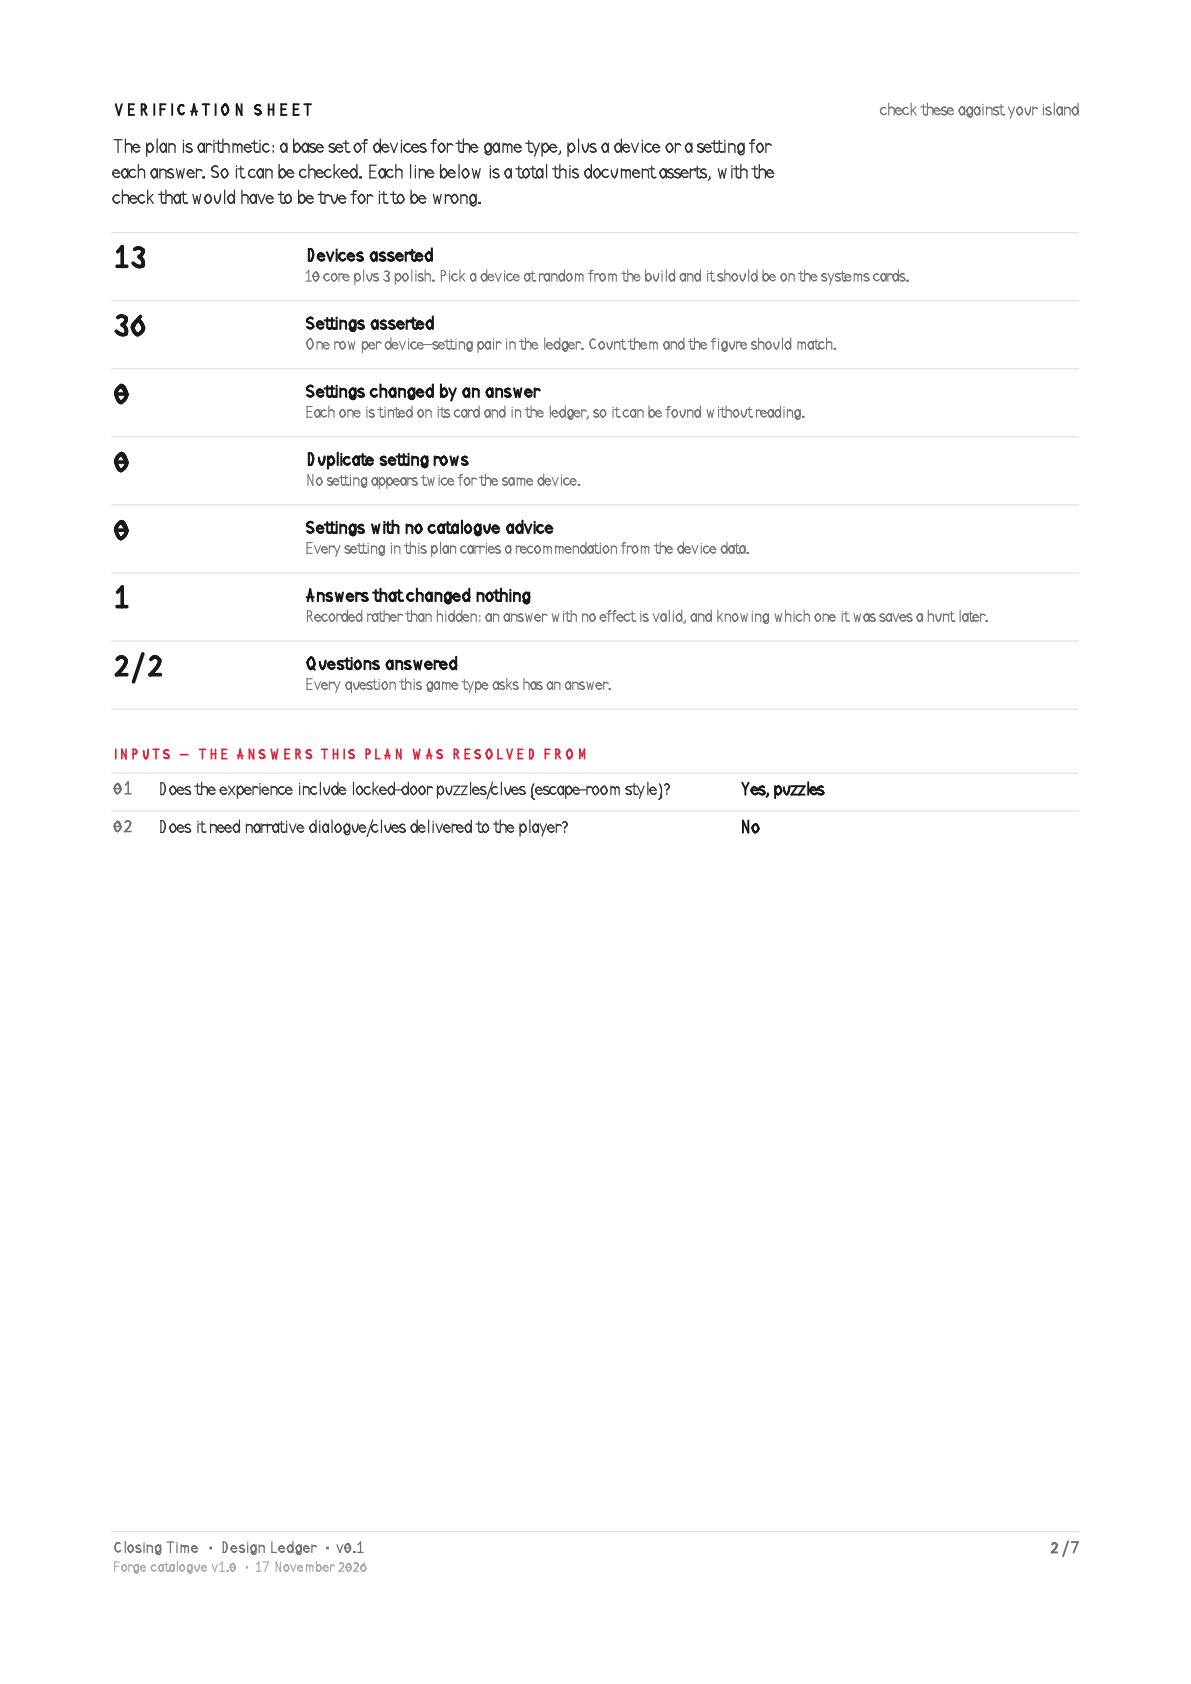 VERIFICATION SHEET
check these against your island
The plan is arithmetic: a base set of devices for the game type, plus a device or a setting for
each answer. So it can be checked. Each line below is a total this document asserts, with the
check that would have to be true for it to be wrong.
13
Devices asserted
10 core plus 3 polish. Pick a device at random from the build and it should be on the systems cards.
36
Settings asserted
One row per device–setting pair in the ledger. Count them and the figure should match.
0
Settings changed by an answer
Each one is tinted on its card and in the ledger, so it can be found without reading.
0
Duplicate setting rows
No setting appears twice for the same device.
0
Settings with no catalogue advice
Every setting in this plan carries a recommendation from the device data.
1
Answers that changed nothing
Recorded rather than hidden: an answer with no effect is valid, and knowing which one it was saves a hunt later.
2/2
Questions answered
Every question this game type asks has an answer.
INPUTS — THE ANSWERS THIS PLAN WAS RESOLVED FROM
01 Does the experience include locked-door puzzles/clues (escape-room style)? Yes, puzzles
02 Does it need narrative dialogue/clues delivered to the player? No
Closing Time · Design Ledger · v0.1
2/7
Forge catalogue v1.0 · 17 November 2026